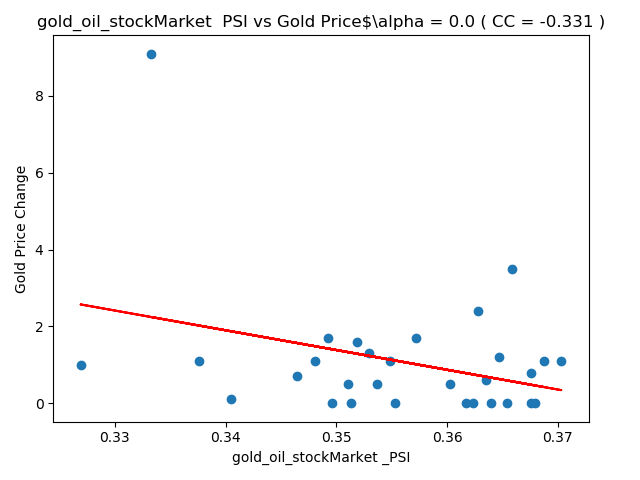 gold_oil_stockMarket  PSI vs Gold Price$\alpha = 0.0 ( CC = -0.331 )
8
6
4
2
0
Gold Price Change
0.33 0.34 0.35 0.36 0.37
gold_oil_stockMarket _PSI